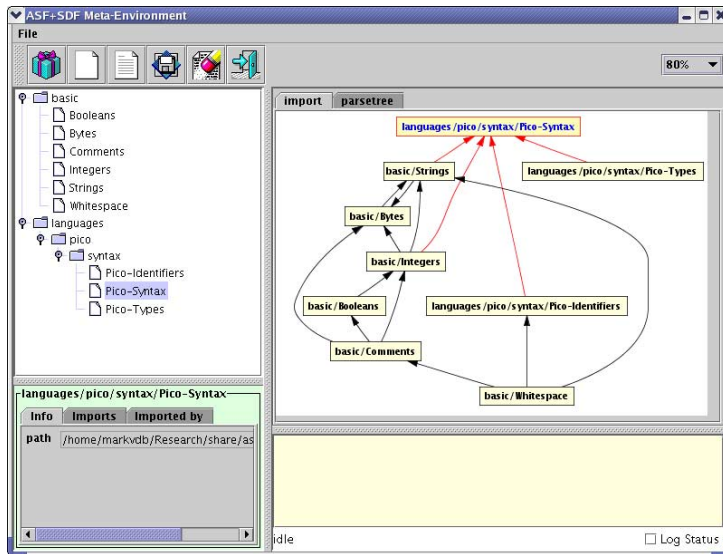 ASF+SDF Meta-Environment
File
80%
basic
Booleans
Bytes
Comments
Integers
Strings
Whitespace
languages
pico
syntax
Pico-Identifiers
Pico-Syntax
Pico-Types
import parsetree
languages/pico/syntax/Pico-Syntax
basic/Strings languages/pico/syntax/Pico-Types
basic/Bytes
basic/Integers
basic/Booleans languages/pico/syntax/Pico-Identifiers
basic/Comments
basic/Whitespace
languages/pico/syntax/Pico-Syntax
Info Imports Imported by
path /home/markvdb/Research/share/as
idle Log Status